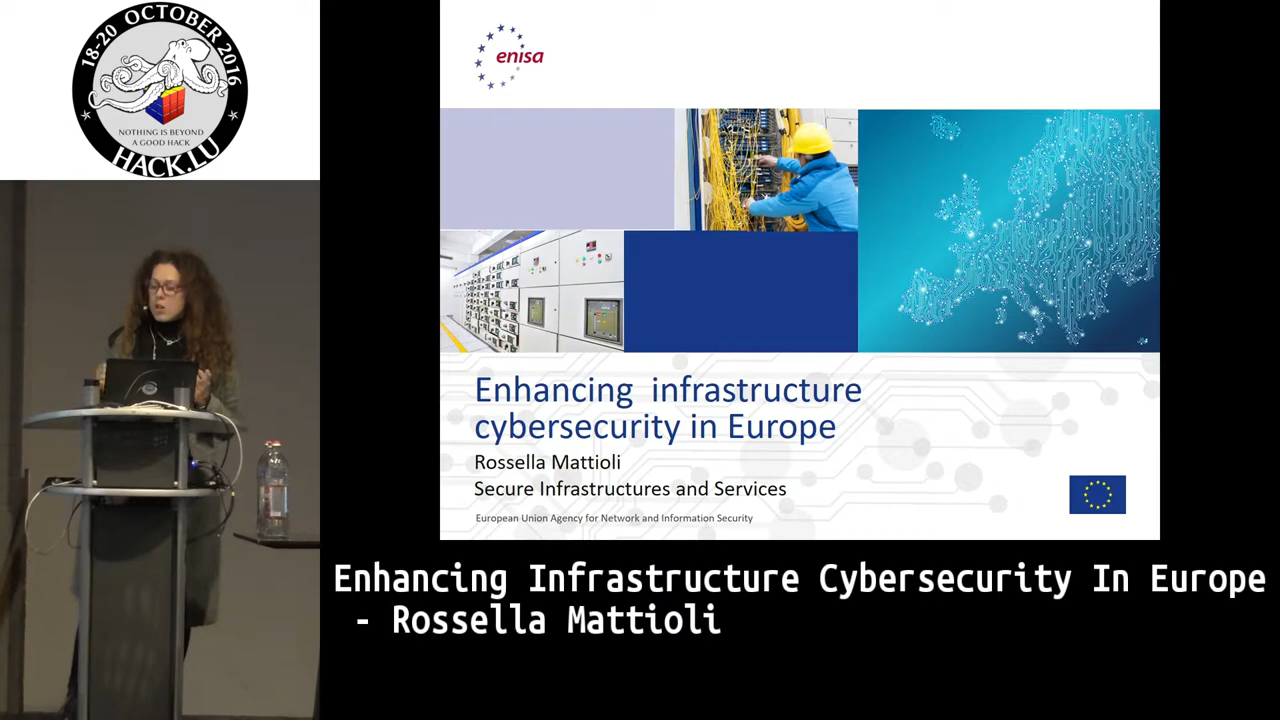 18-20 OCTOBER 2016
NOTHING IS BEYOND
A GOOD HACK
HACK.LU
enisa
Enhancing infrastructure
cybersecurity in Europe
Rossella Mattioli
Secure Infrastructures and Services
European Union Agency for Network and Information Security
Enhancing Infrastructure Cybersecurity In Europe
- Rossella Mattioli